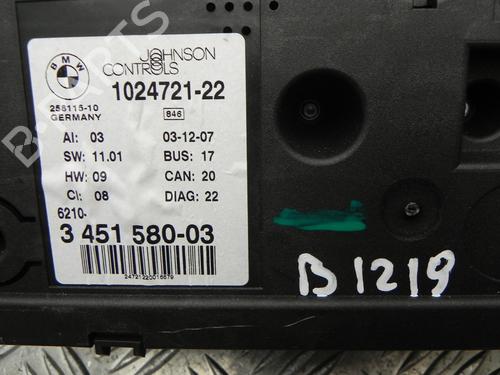 BMW
JOHNSON
CONTROLS
1024721-22
258115-10
GERMANY
846
AI: 03 03-12-07
SW: 11.01 BUS: 17
HW: 09 CAN: 20
CI: 08 DIAG: 22
6210-
3 451 580-03
24721220016679
B1219